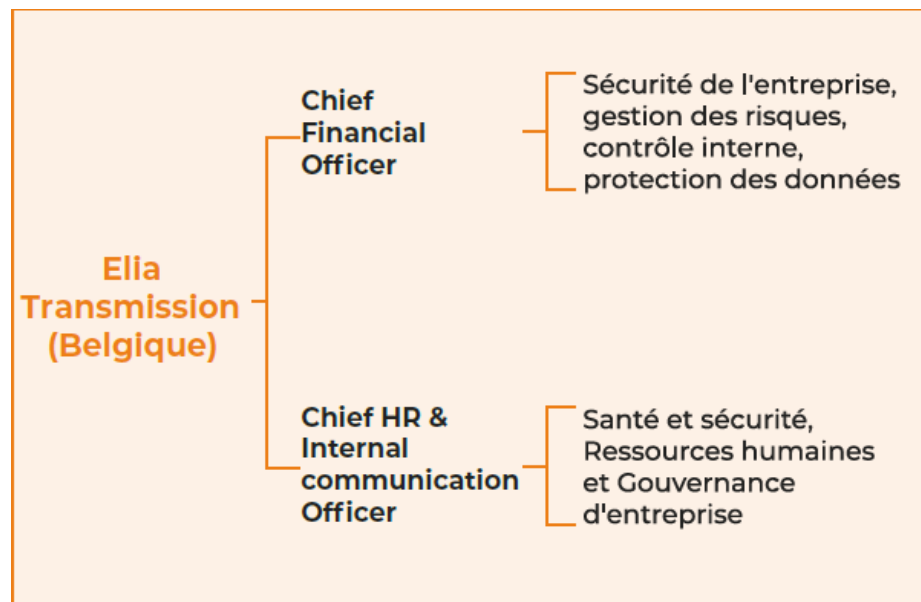 Elia
Transmission
(Belgique)
Chief
Financial
Officer
Sécurité de l'entreprise,
gestion des risques,
contrôle interne,
protection des données
Chief HR &
Internal
communication
Officer
Santé et sécurité,
Ressources humaines
et Gouvernance
d'entreprise